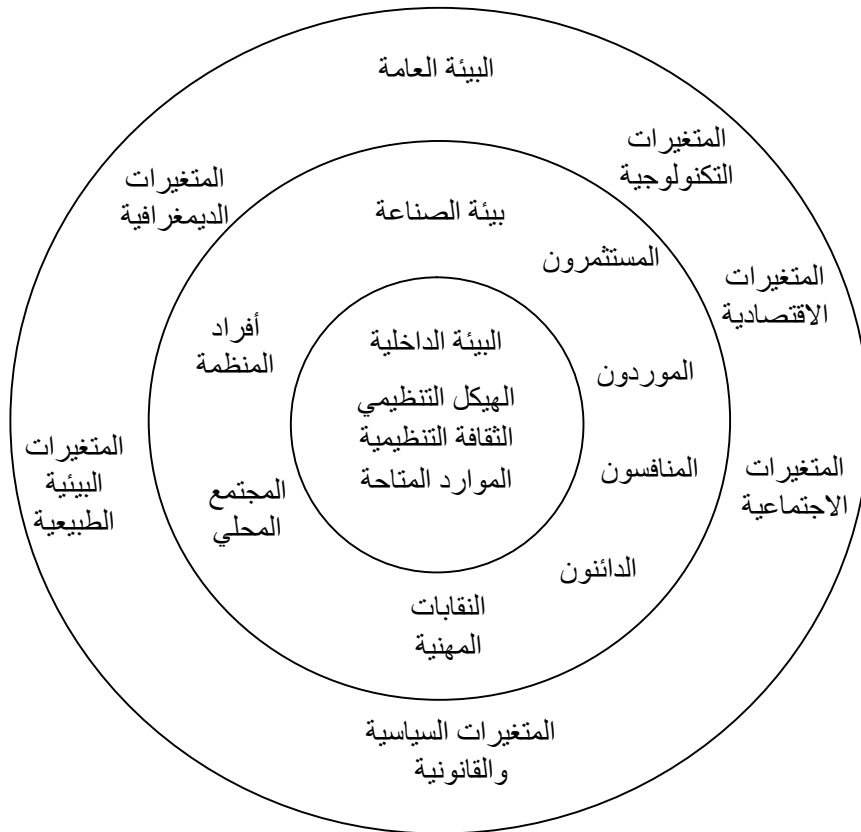 البيئة العامة
المتغيرات
التكنولوجية
المتغيرات
الديمغرافية
بيئة الصناعة
المستثمرون
المتغيرات
الاقتصادية
أفراد
المنظمة
البيئة الداخلية
الهيكل التنظيمي
الثقافة التنظيمية
الموارد المتاحة
الموردون
المنافسون
المتغيرات
الاجتماعية
المتغيرات
البيئية
الطبيعية
المجتمع
المحلي
الدائنون
النقابات
المهنية
المتغيرات السياسية
والقانونية